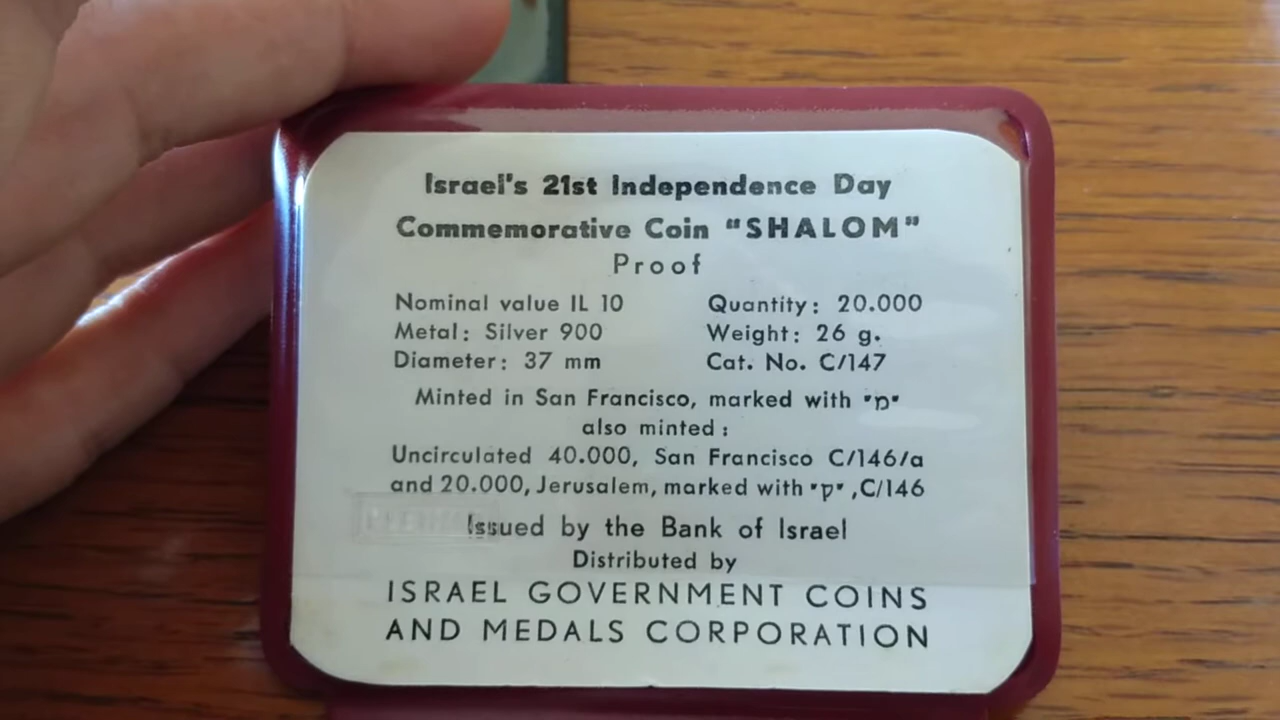 Israel's 21st Independence Day
Commemorative Coin "SHALOM"
Proof
Nominal value IL 10 Quantity: 20.000
Metal: Silver 900 Weight: 26 g.
Diameter: 37 mm Cat. No. C/147
Minted in San Francisco, marked with "מ"
also minted:
Uncirculated 40.000, San Francisco C/146/a
and 20.000, Jerusalem, marked with "ק", C/146
Issued by the Bank of Israel
Distributed by
ISRAEL GOVERNMENT COINS
AND MEDALS CORPORATION